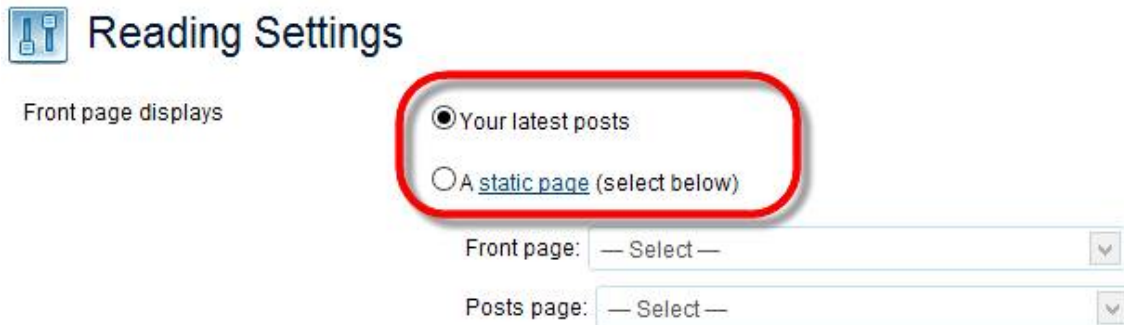 Reading Settings
Front page displays
Your latest posts
A static page (select below)
Front page: — Select —
Posts page: — Select —